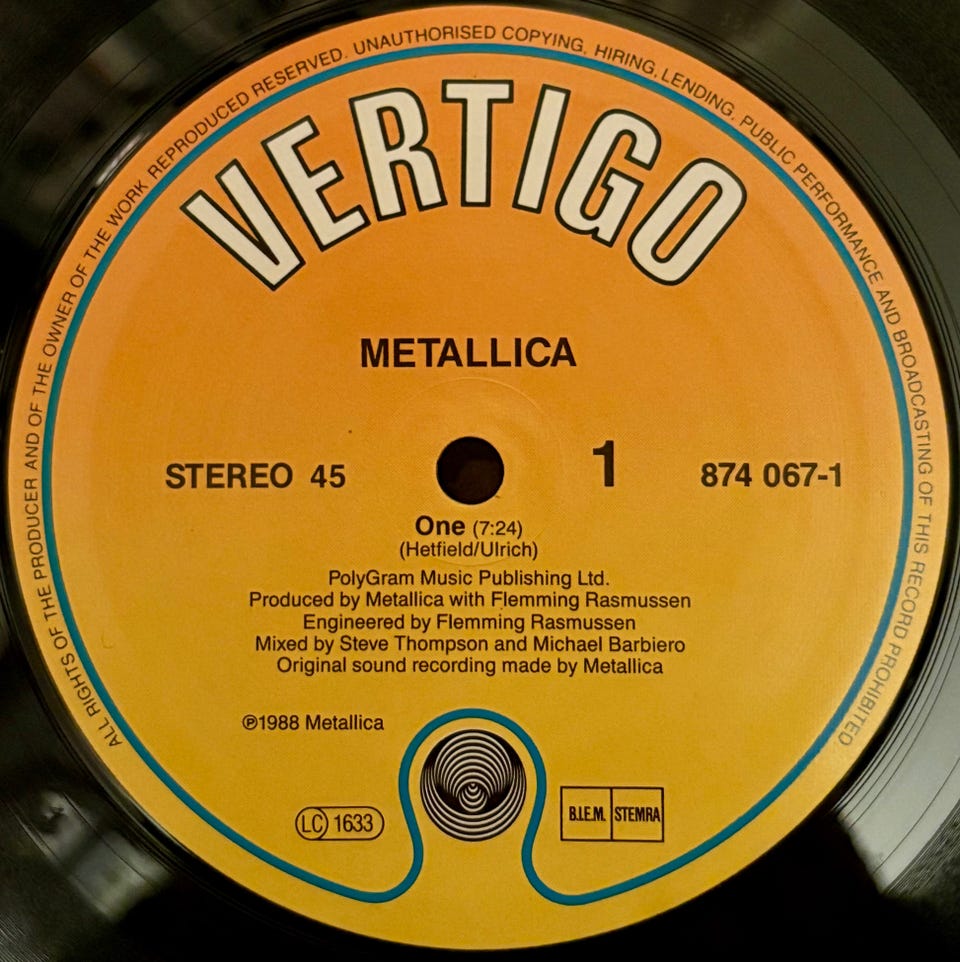 ALL RIGHTS OF THE PRODUCER AND OF THE OWNER OF THE WORK REPRODUCED RESERVED. UNAUTHORISED COPYING, HIRING, LENDING, PUBLIC PERFORMANCE AND BROADCASTING OF THIS RECORD PROHIBITED
VERTIGO
METALLICA
STEREO 45 1 874 067-1
One (7:24)
(Hetfield/Ulrich)
PolyGram Music Publishing Ltd.
Produced by Metallica with Flemming Rasmussen
Engineered by Flemming Rasmussen
Mixed by Steve Thompson and Michael Barbiero
Original sound recording made by Metallica
℗1988 Metallica
LC 1633
B.I.E.M. STEMRA